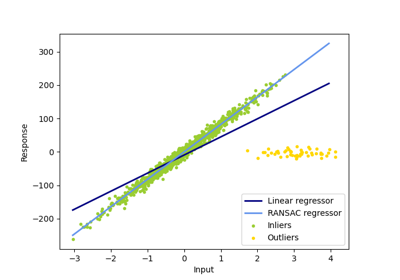 300
200
100
0
−100
−200
Response
−3
−2
−1
0
1
2
3
4
Input
Linear regressor
RANSAC regressor
Inliers
Outliers